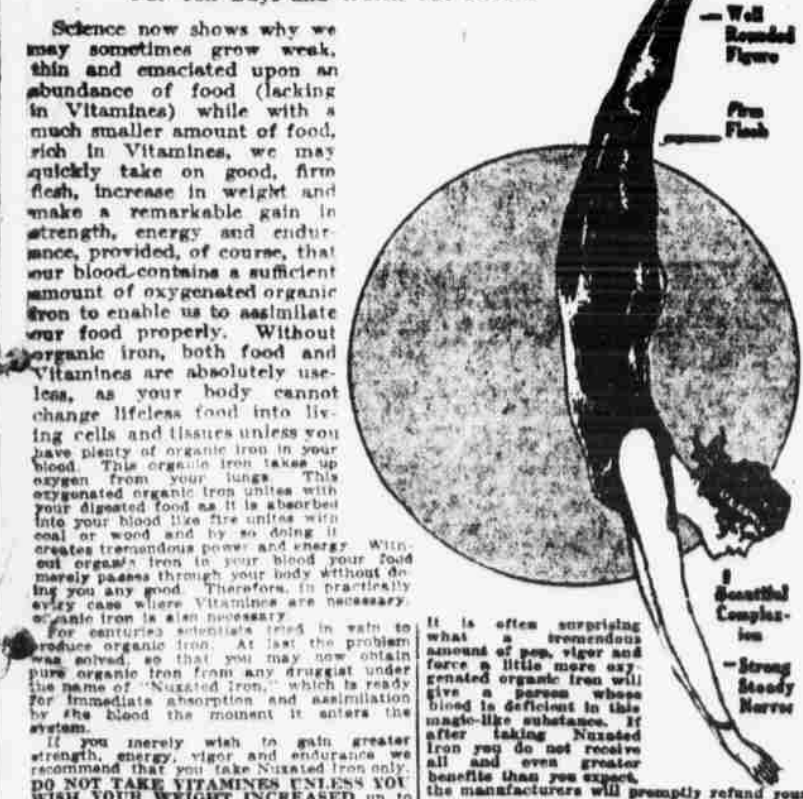 Science now shows why we
may sometimes grow weak,
thin and emaciated upon an
abundance of food (lacking
in Vitamines) while with a
much smaller amount of food,
rich in Vitamines, we may
quickly take on good, firm
flesh, increase in weight and
make a remarkable gain in
strength, energy and endur-
ance, provided, of course, that
our blood contains a sufficient
amount of oxygenated organic
iron to enable us to assimilate
our food properly. Without
organic iron, both food and
Vitamines are absolutely use-
less, as your body cannot
change lifeless food into liv-
ing cells and tissues unless you
have plenty of organic iron in your
blood. This organic iron takes up
oxygen from your lungs. This
oxygenated organic iron unites with
your digested food as it is absorbed
into your blood like fire unites with
coal or wood and by so doing it
creates tremendous power and energy. With-
out organic iron in your blood your food
merely passes through your body without do-
ing you any good. Therefore, in practically
every case where Vitamines are necessary,
organic iron is also necessary.
For centuries scientists tried in vain to
produce organic iron. At last the problem
was solved, so that you may now obtain
pure organic iron from any druggist under
the name of "Nuxated Iron," which is ready
for immediate absorption and assimilation
by the blood the moment it enters the
system.
If you merely wish to gain greater
strength, energy, vigor and endurance we
recommend that you take Nuxated Iron only.
DO NOT TAKE VITAMINES UNLESS YOU
WISH YOUR WEIGHT INCREASED up to
Well
Rounded
Figure
Firm
Flesh
Beautiful
Complex-
ion
Strong
Steady
Nerves
It is often surprising
what a tremendous
amount of pep, vigor and
force a little more oxy-
genated organic iron will
give a person whose
blood is deficient in this
magic-like substance. If
after taking Nuxated
Iron you do not receive
all and even greater
benefits than you expect,
the manufacturers will promptly refund your